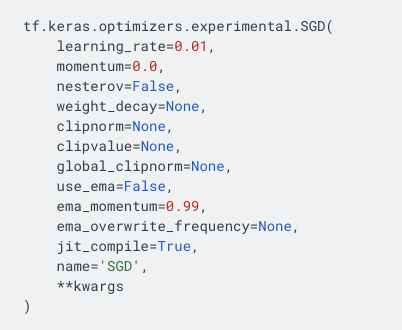 tf.keras.optimizers.experimental.SGD(
    learning_rate=0.01,
    momentum=0.0,
    nesterov=False,
    weight_decay=None,
    clipnorm=None,
    clipvalue=None,
    global_clipnorm=None,
    use_ema=False,
    ema_momentum=0.99,
    ema_overwrite_frequency=None,
    jit_compile=True,
    name='SGD',
    **kwargs
)